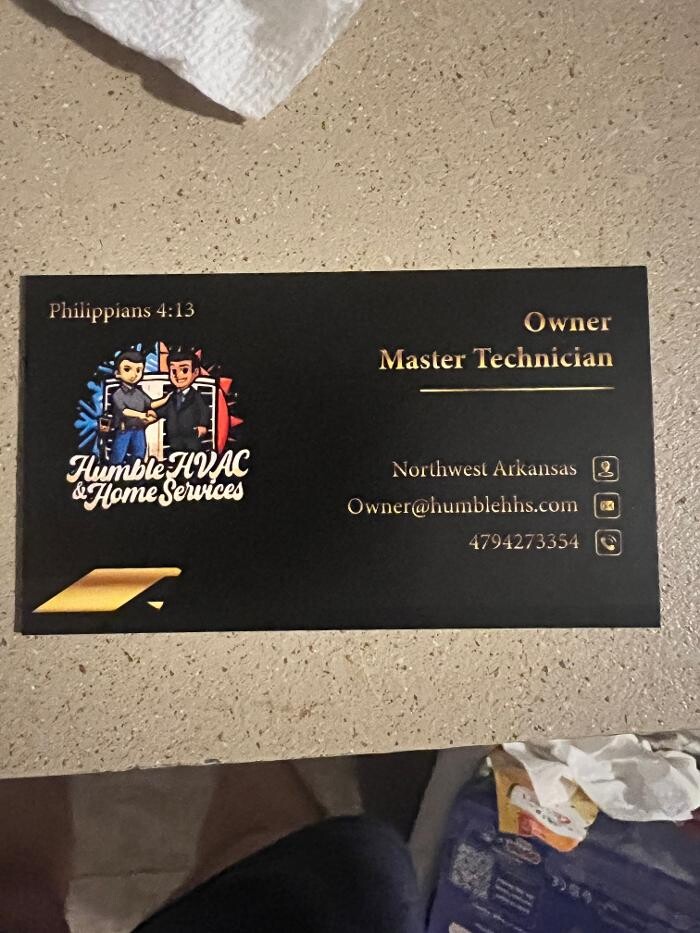 Philippians 4:13
Humble HVAC
& Home Services
Owner
Master Technician
Northwest Arkansas
Owner@humblehhs.com
4794273354